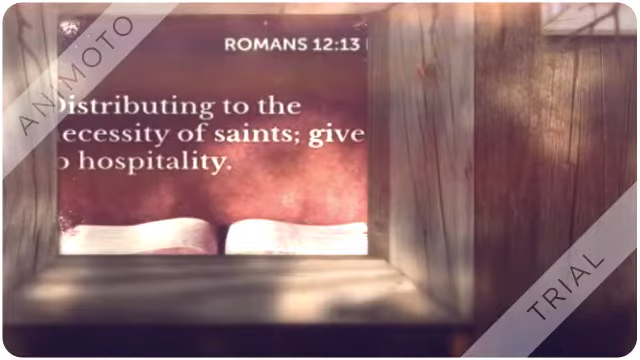 ANIMOTO
ROMANS 12:13
Distributing to the
ecessity of saints; give
o hospitality.
TRIAL